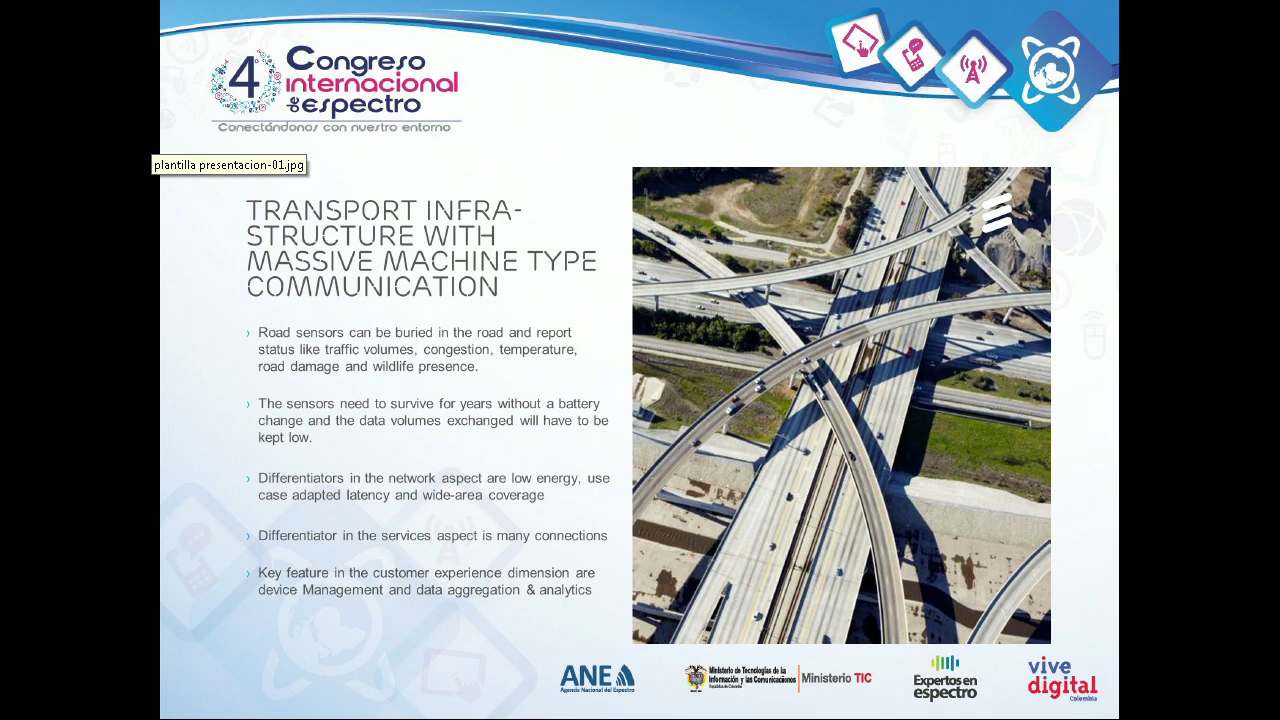 4° Congreso
internacional
de espectro
Conectándonos con nuestro entorno
plantilla presentacion-01.jpg
TRANSPORT INFRA-
STRUCTURE WITH
MASSIVE MACHINE TYPE
COMMUNICATION
› Road sensors can be buried in the road and report
status like traffic volumes, congestion, temperature,
road damage and wildlife presence.
› The sensors need to survive for years without a battery
change and the data volumes exchanged will have to be
kept low.
› Differentiators in the network aspect are low energy, use
case adapted latency and wide-area coverage
› Differentiator in the services aspect is many connections
› Key feature in the customer experience dimension are
device Management and data aggregation & analytics
ANE
Agencia Nacional del Espectro
Ministerio de Tecnologías de la
Información y las Comunicaciones
República de Colombia
Ministerio TIC
Expertos en
espectro
vive
digital
Colombia